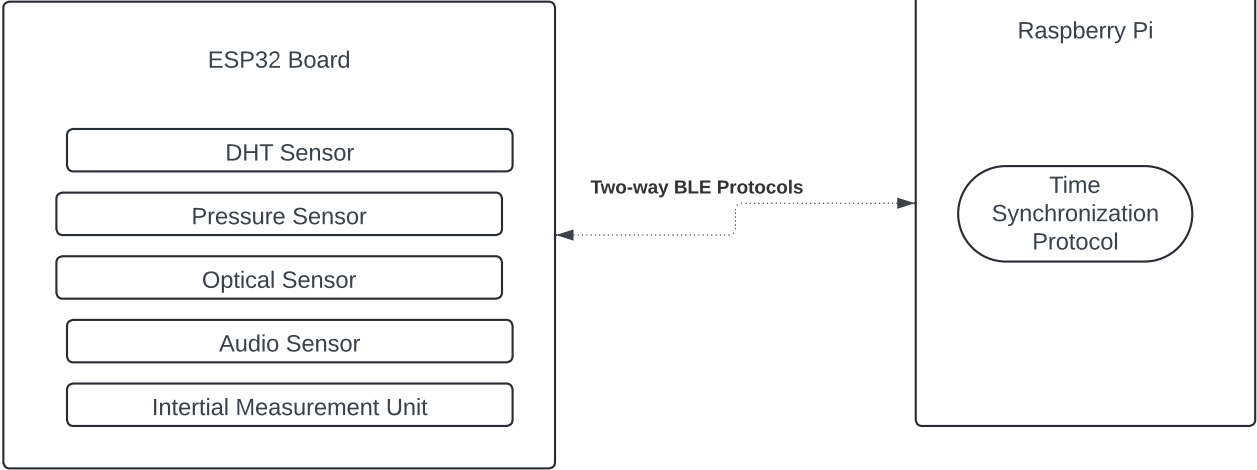 ESP32 Board
DHT Sensor
Pressure Sensor
Optical Sensor
Audio Sensor
Intertial Measurement Unit
Two-way BLE Protocols
Raspberry Pi
Time
Synchronization
Protocol